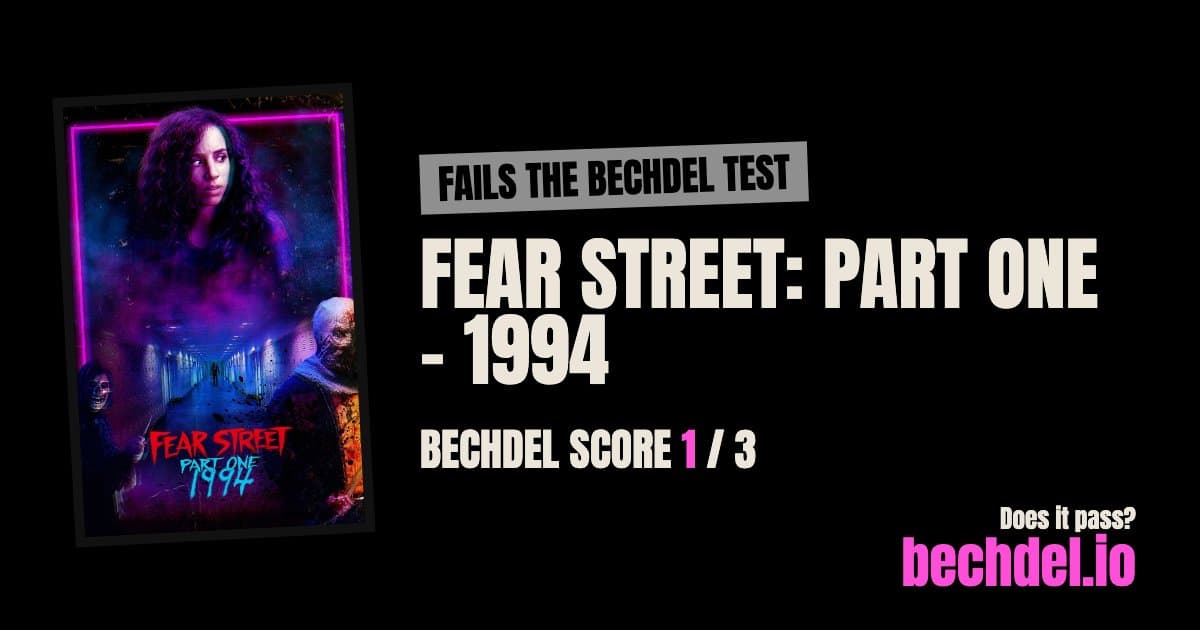 FAILS THE BECHDEL TEST
FEAR STREET: PART ONE
- 1994
BECHDEL SCORE 1 / 3
FEAR STREET
PART ONE
1994
Does it pass?
bechdel.io